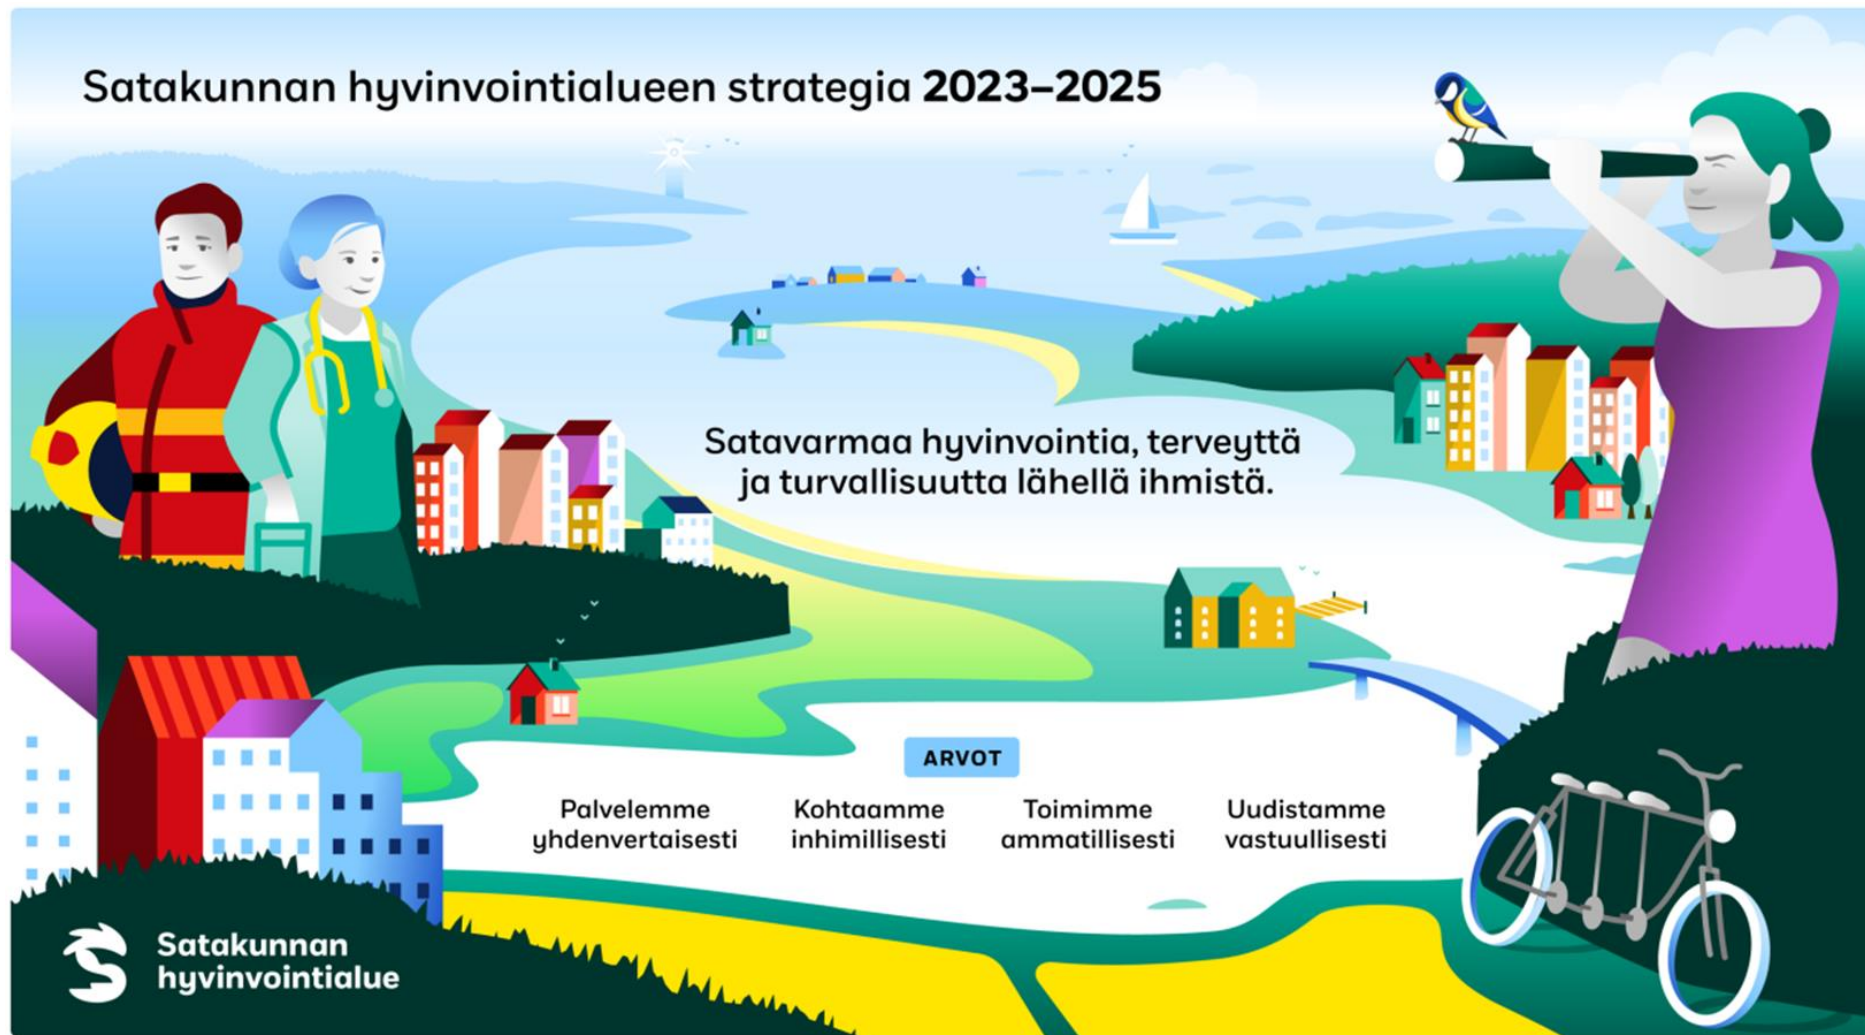 Satakunnan hyvinvointialueen strategia 2023–2025
Satavarmaa hyvinvointia, terveyttä
ja turvallisuutta lähellä ihmistä.
ARVOT
Palvelemme
yhdenvertaisesti
Kohtaamme
inhimillisesti
Toimimme
ammatillisesti
Uudistamme
vastuullisesti
Satakunnan
hyvinvointialue